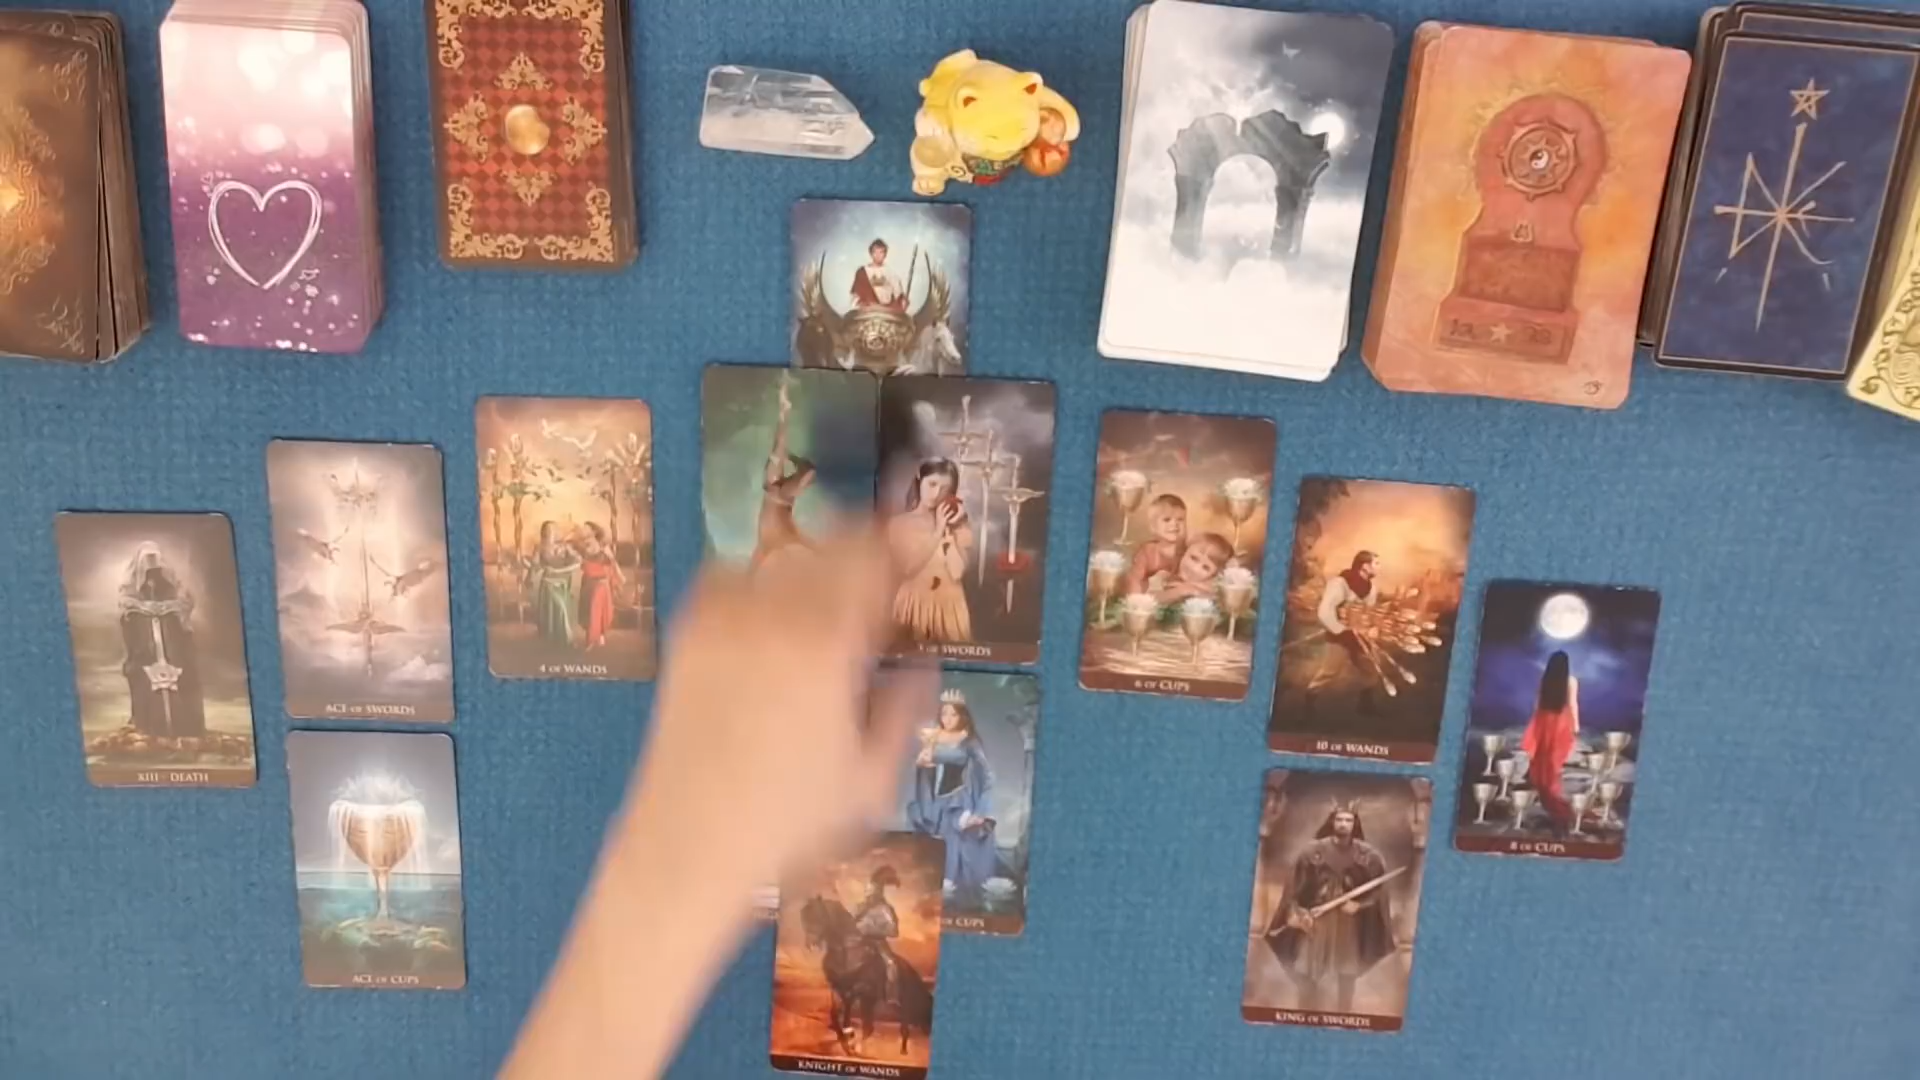 4 OF WANDS
OF SWORDS
6 OF CUPS
ACE OF SWORDS
10 OF WANDS
XIII · DEATH
8 OF CUPS
OF CUPS
ACE OF CUPS
KING OF SWORDS
KNIGHT OF WANDS